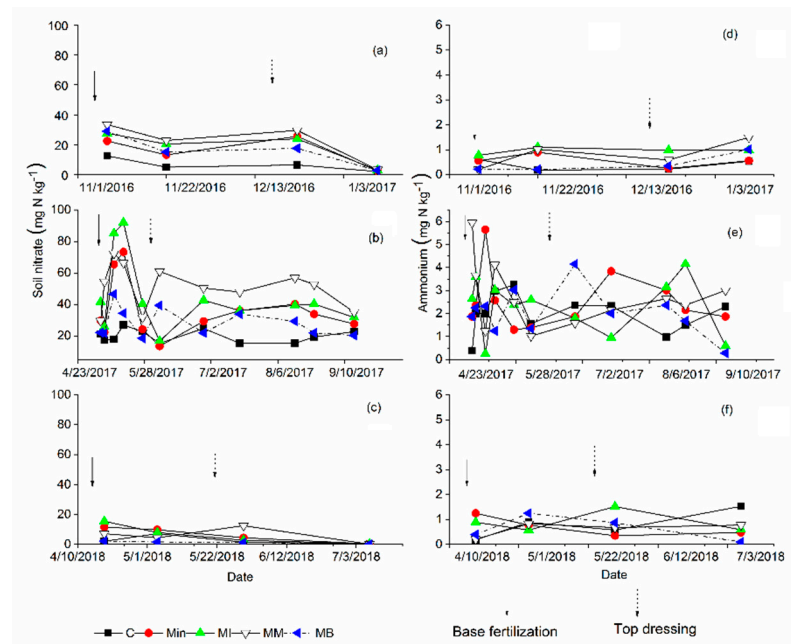 (a)
100
80
60
40
20
0
11/1/2016 11/22/2016 12/13/2016 1/3/2017
(d)
6
5
4
3
2
1
0
11/1/2016 11/22/2016 12/13/2016 1/3/2017
Soil nitrate (mg N kg⁻¹)
(b)
100
80
60
40
20
4/23/2017 5/28/2017 7/2/2017 8/6/2017 9/10/2017
Ammonium (mg N kg⁻¹)
(e)
6
5
4
3
2
1
0
4/23/2017 5/28/2017 7/2/2017 8/6/2017 9/10/2017
(c)
100
80
60
40
20
0
4/10/2018 5/1/2018 5/22/2018 6/12/2018 7/3/2018
Date
(f)
6
5
4
3
2
1
0
4/10/2018 5/1/2018 5/22/2018 6/12/2018 7/3/2018
Date
C Min MI MM MB
Base fertilization Top dressing